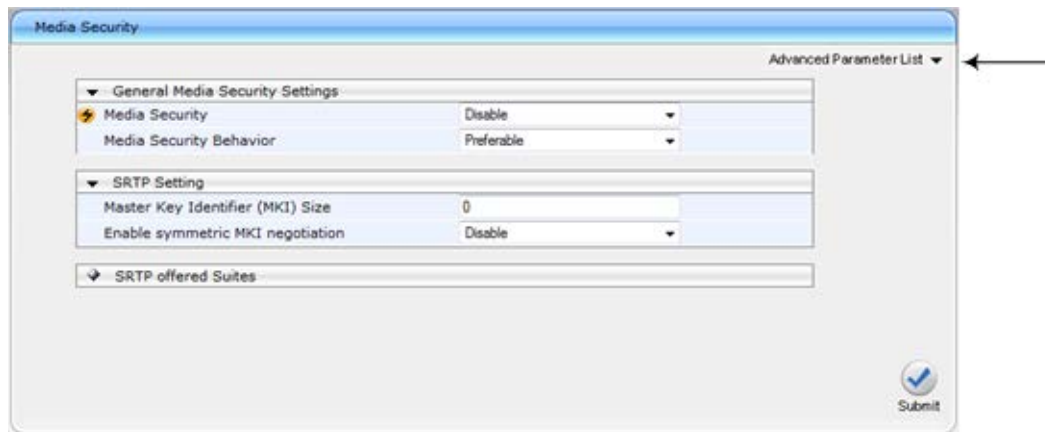 Media Security
Advanced Parameter List
General Media Security Settings
Media Security Disable
Media Security Behavior Preferable
SRTP Setting
Master Key Identifier (MKI) Size 0
Enable symmetric MKI negotiation Disable
SRTP offered Suites
Submit